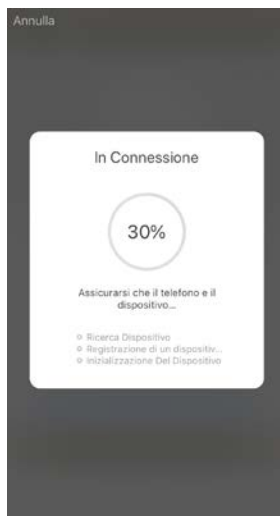 Annulla
In Connessione
30%
Assicurarsi che il telefono e il
dispositivo...
Ricerca Dispositivo
Registrazione di un dispositiv...
Inizializzazione Del Dispositivo